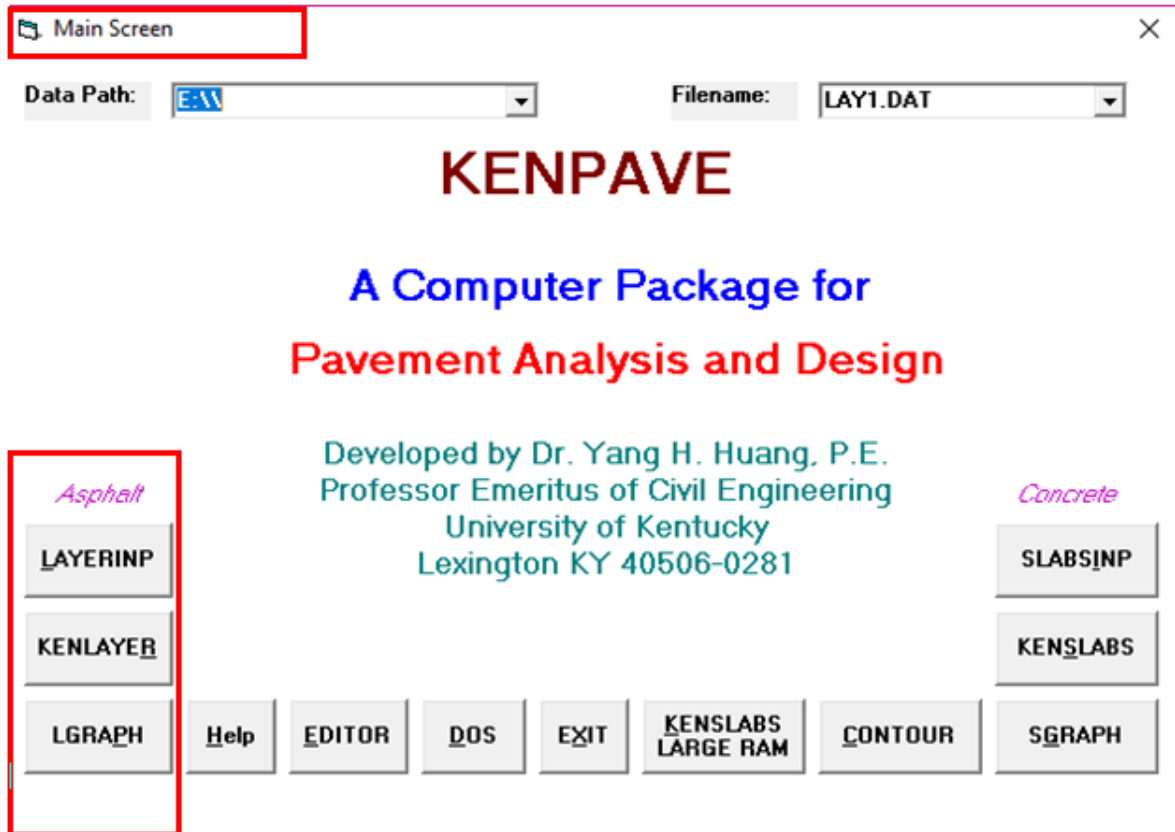 Main Screen
Data Path: E:\\ Filename: LAY1.DAT
KENPAVE
A Computer Package for
Pavement Analysis and Design
Developed by Dr. Yang H. Huang, P.E.
Professor Emeritus of Civil Engineering
University of Kentucky
Lexington KY 40506-0281
Asphalt
LAYERINP
KENLAYER
LGRAPH
Help
EDITOR
DOS
EXIT
KENSLABS
LARGE RAM
CONTOUR
Concrete
SLABSINP
KENSLABS
SGRAPH